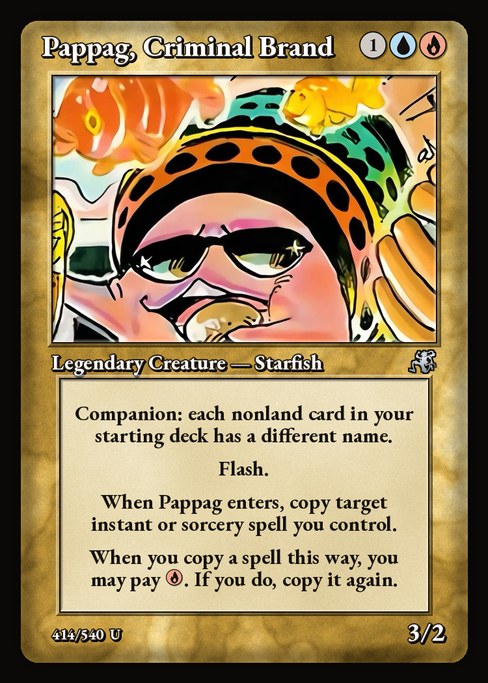 Pappag, Criminal Brand 1
Legendary Creature — Starfish
Companion: each nonland card in your
starting deck has a different name.
Flash.
When Pappag enters, copy target
instant or sorcery spell you control.
When you copy a spell this way, you
may pay . If you do, copy it again.
414/540 U
3/2